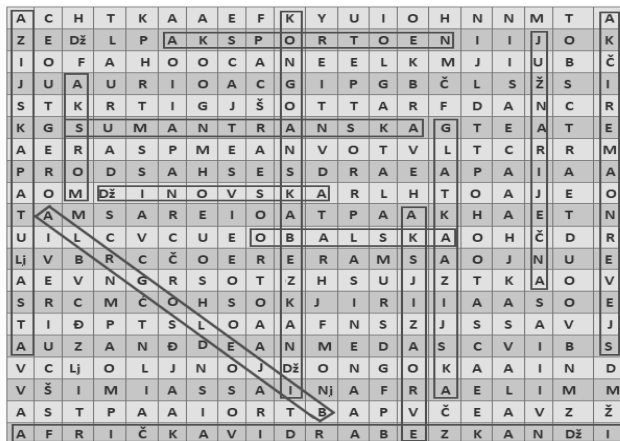 A C H T K A A E F K Y U I O H N N M T A
Z E Dž L P A K S P O R T O E N I I J O K
I O F A H O O C A N E E L K M J I U B Č
J U A U R I O A C G I P G B Č L S Ž S I
S T K R T I G J Š O T T A R F D A N C R
K G S U M A N T R A N S K A G T E A T E
A E R A S P M E A N V O T V L T C R R M
P R O D S A H S E S D R A E A P A I A A
A O M Dž I N O V S K A R L H T O A J E O
T A M S A R E I O A T P A A K H A E T N
U I L C V C U E O B A L S K A O H Č D R
Lj V B R C Č O E R E R A M S A O J N U E
A E V N G R S O T Z H S U J Z T K A O V
S R C M Č O H S O K J I R I I A A S O E
T I Đ P T S L O A A F N S Z J S S A V J
A U Z A N Đ D E A N M E D A S C V I B S
V C Lj O L J N O J Dž O N G O K A A I N D
V Š I M I A S S A I Nj A F R A E L I M M
A S T P A A I O R T B A P V Č E A V Z Ž
A F R I Č K A V I D R A B E Z K A N Dž I